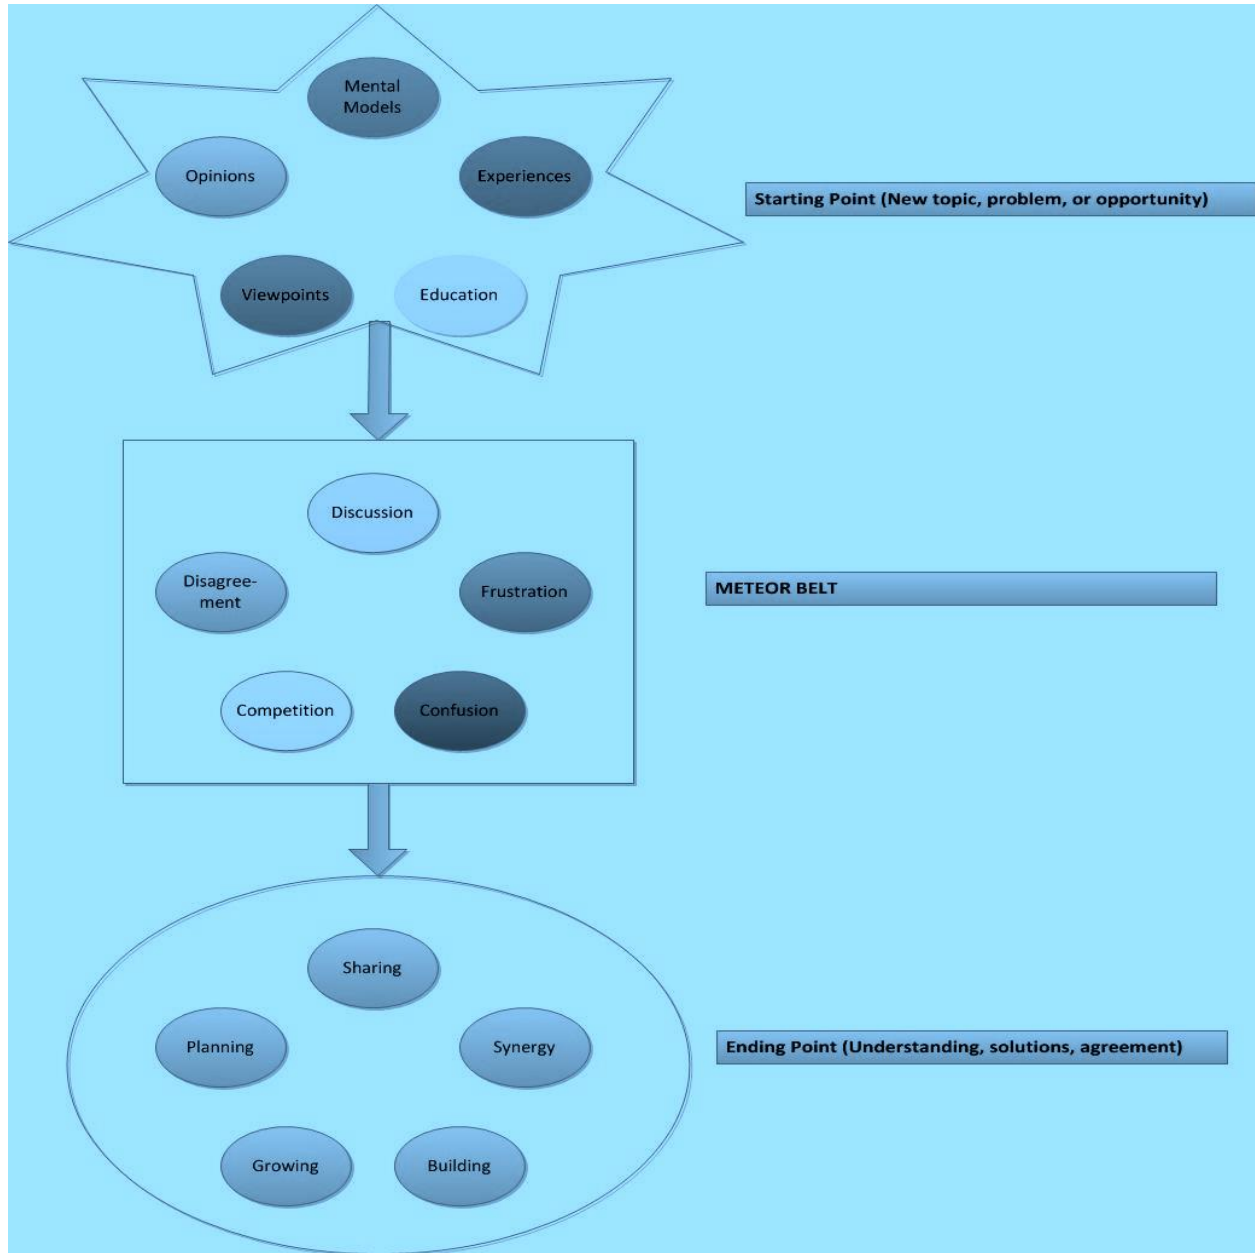 Mental
Models
Opinions
Experiences
Starting Point (New topic, problem, or opportunity)
Viewpoints
Education
Discussion
Disagree-
ment
Frustration
METEOR BELT
Competition
Confusion
Sharing
Planning
Synergy
Ending Point (Understanding, solutions, agreement)
Growing
Building